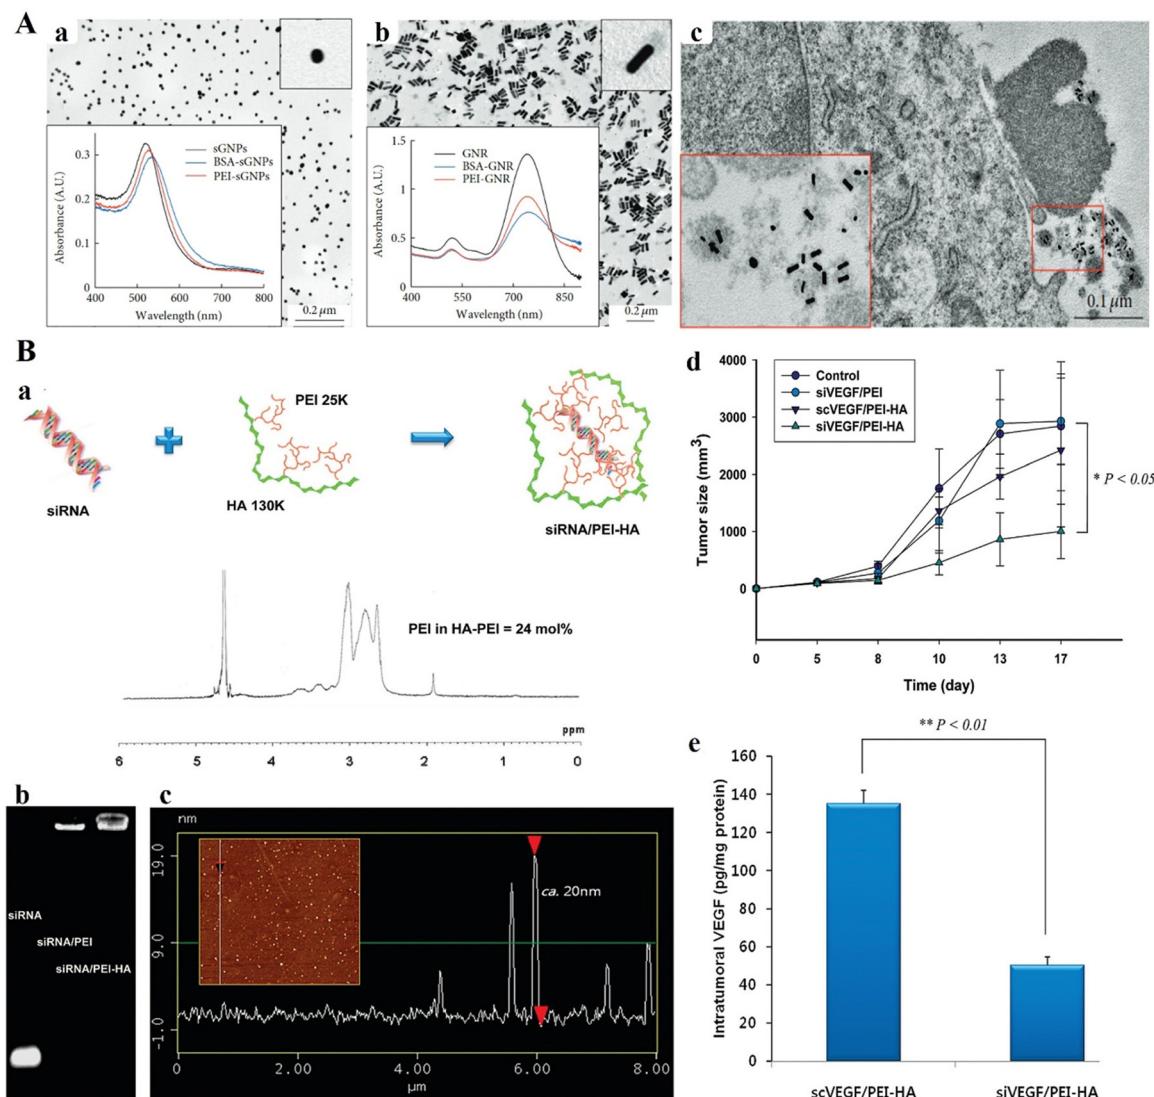 A
a
0.3
0.2
0.1
0
400
500
600
700
800
Absorbance (A.U.)
Wavelength (nm)
sGNPs
BSA-sGNPs
PEI-sGNPs
0.2 μm
b
1.5
1.
0.5
0
400
500
600
700
800
Absorbance (A.U.)
Wavelength (nm)
GNR
BSA-GNR
PEI-GNR
0.2 μm
c
0.1 μm
B
a
siRNA
PEI 25K
HA 130K
siRNA/PEI-HA
PEI in HA-PEI = 24 mol%
ppm
6
5
4
3
2
1
0
d
Control
siVEGF/PEI
scVEGF/PEI-HA
siVEGF/PEI-HA
4000
3000
2000
1000
0
Tumor size (mm³)
0
5
8
10
13
17
Time (day)
* P < 0.05
b
siRNA
siRNA/PEI
siRNA/PEI-HA
c
nm
19.0
9.0
-1.0
ca. 20nm
0
2.00
4.00
6.00
8.00
μm
e
** P < 0.01
160
140
120
100
80
60
40
20
0
Intratumoral VEGF (pg/mg protein)
scVEGF/PEI-HA
siVEGF/PEI-HA